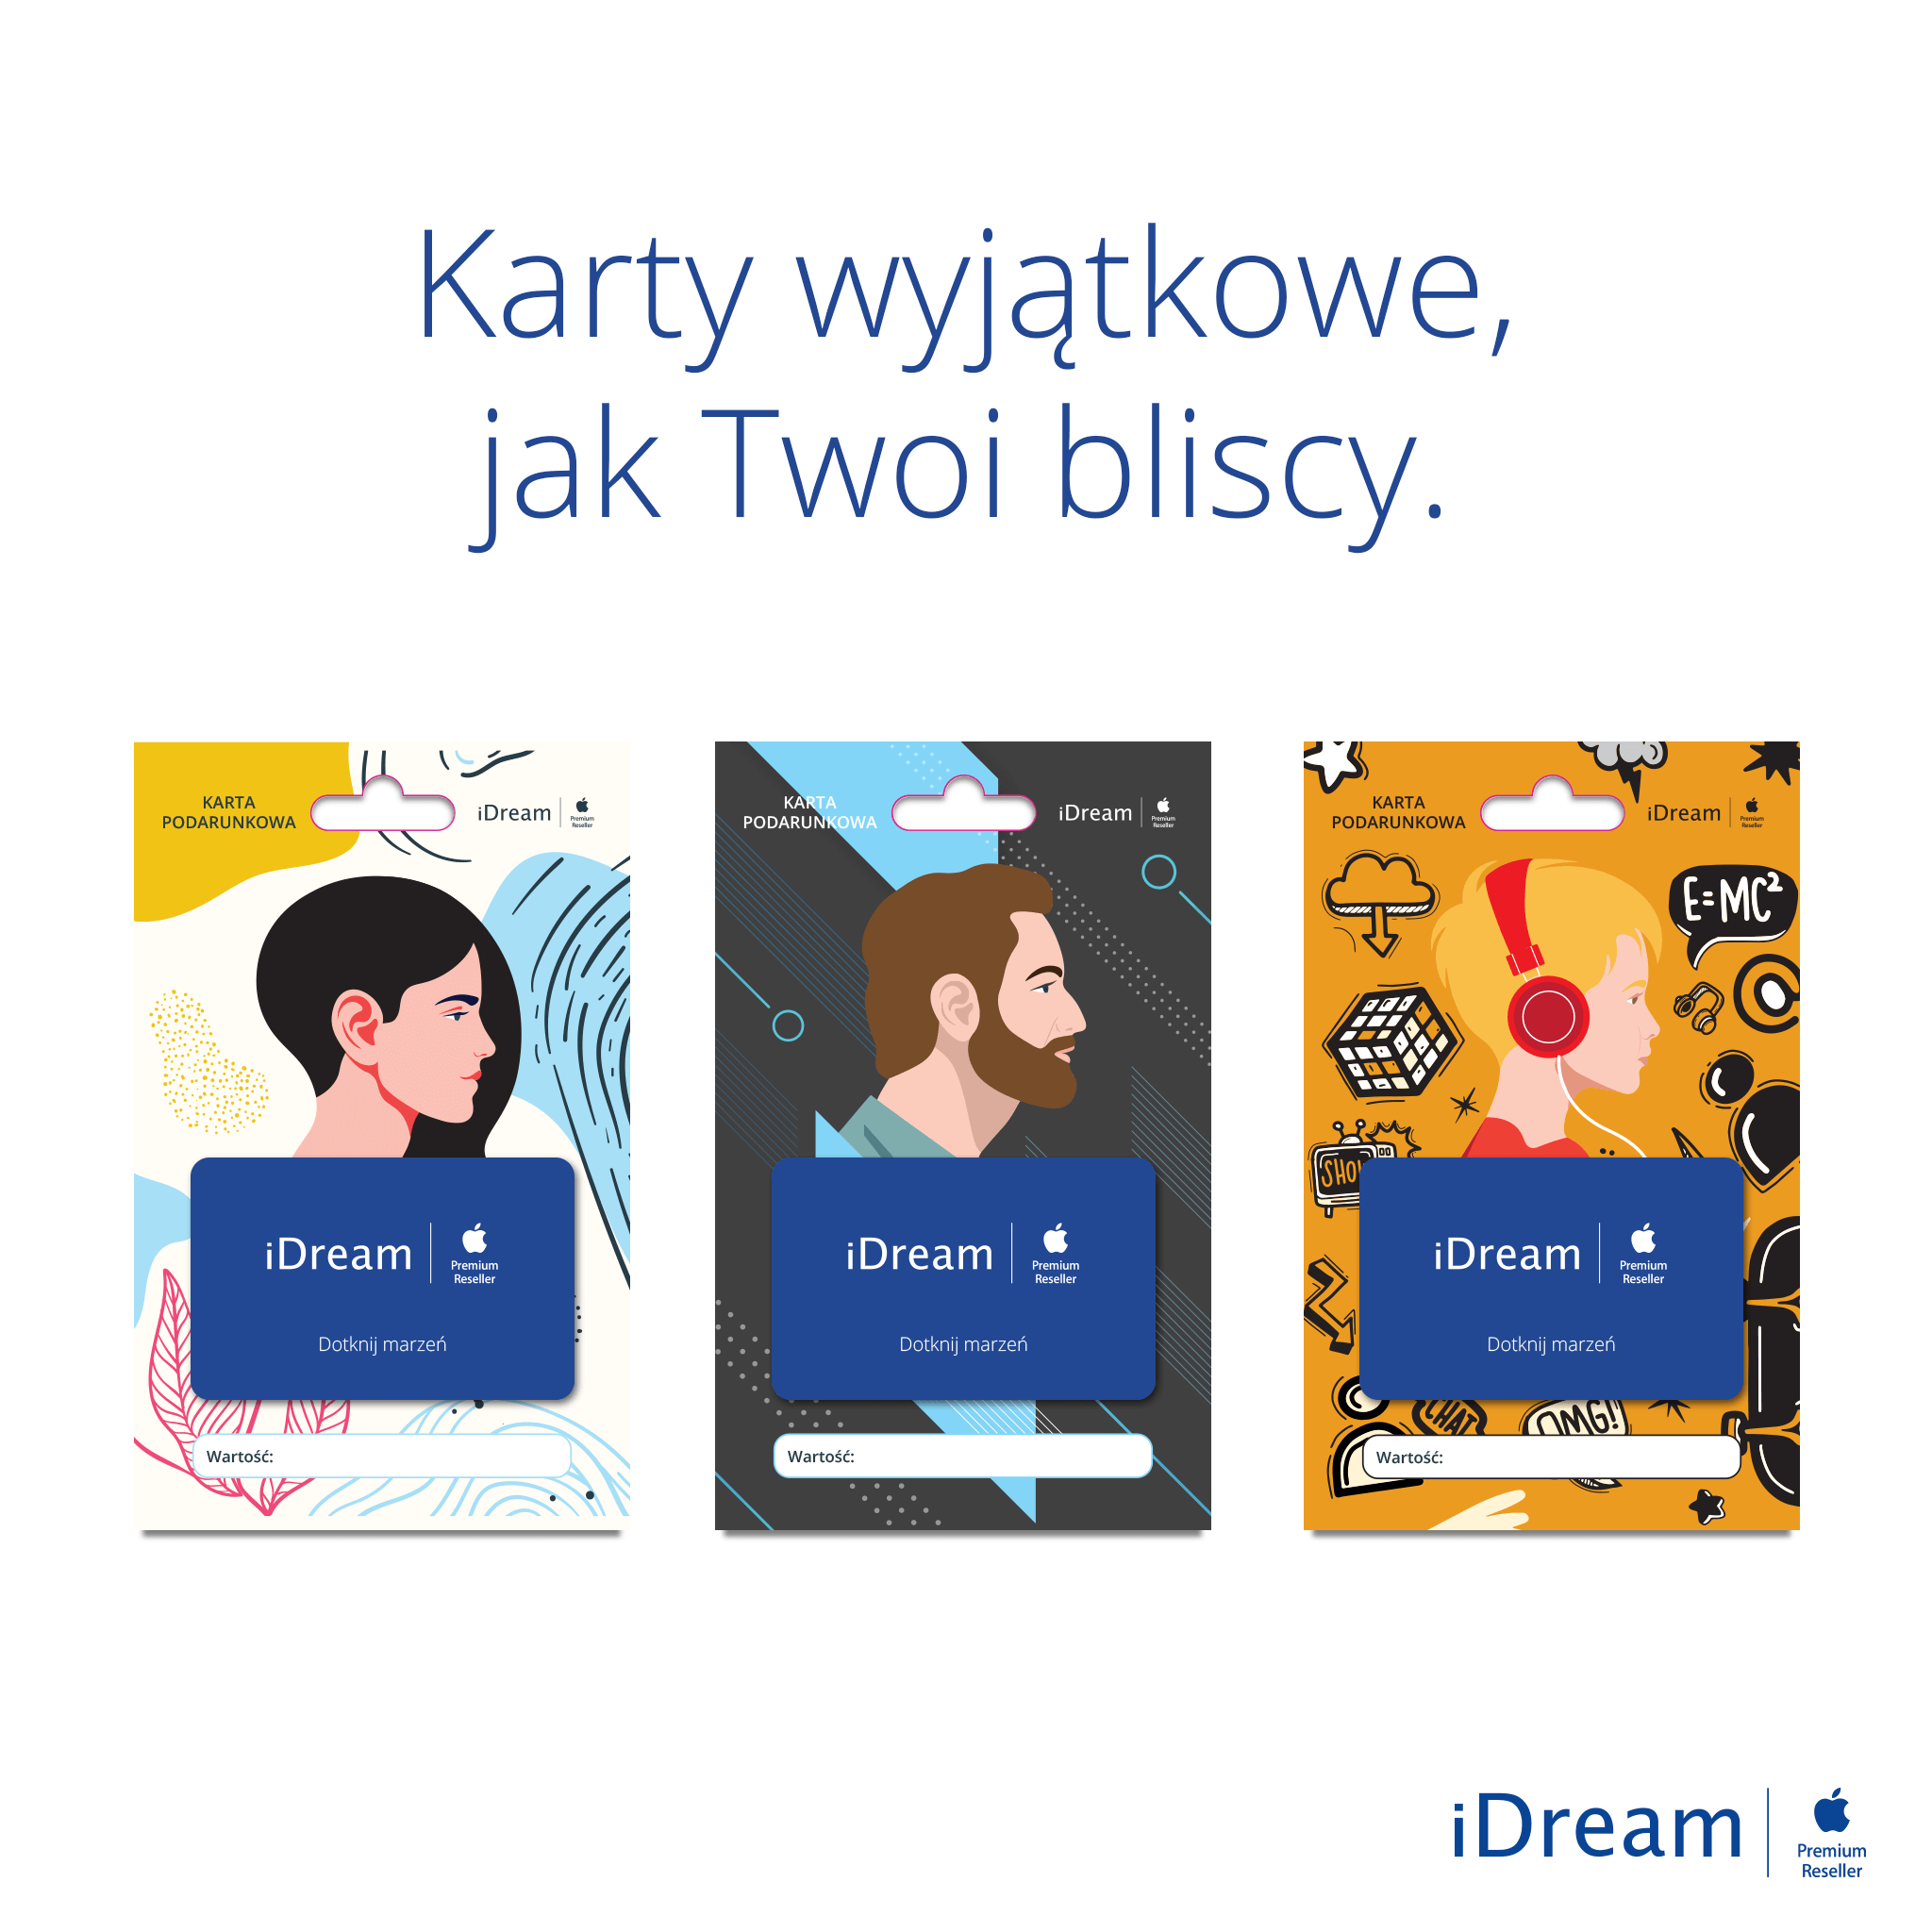 Karty wyjątkowe,
jak Twoi bliscy.
KARTA
PODARUNKOWA
iDream
Premium
Reseller
iDream
Premium
Reseller
Dotknij marzeń
Wartość:
KARTA
PODARUNKOWA
iDream
Premium
Reseller
iDream
Premium
Reseller
Dotknij marzeń
Wartość:
KARTA
PODARUNKOWA
iDream
Premium
Reseller
E=MC²
@
SHO
iDream
Premium
Reseller
Dotknij marzeń
CHAT
OMG!
Wartość:
iDream
Premium
Reseller